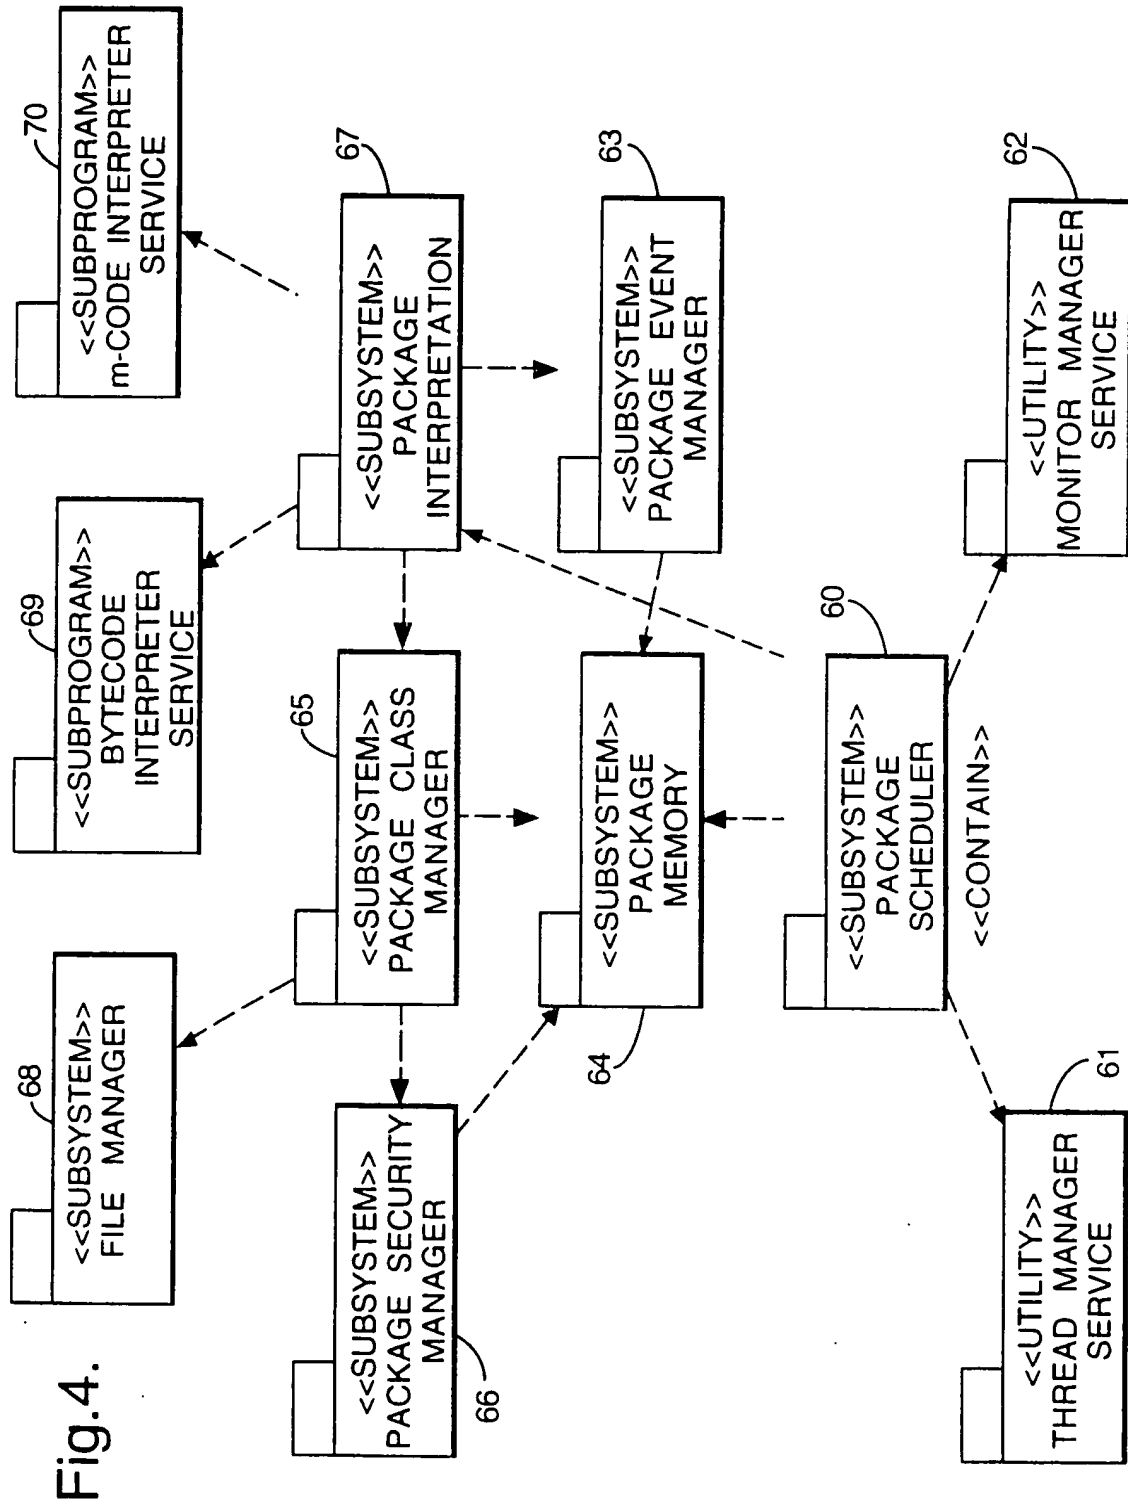 Fig.4.
68
<<SUBSYSTEM>>
FILE MANAGER
69
<<SUBPROGRAM>>
BYTECODE
INTERPRETER
SERVICE
70
<<SUBPROGRAM>>
m-CODE INTERPRETER
SERVICE
<<SUBSYSTEM>>
PACKAGE SECURITY
MANAGER
66
65
<<SUBSYSTEM>>
PACKAGE CLASS
MANAGER
67
<<SUBSYSTEM>>
PACKAGE
INTERPRETATION
64
<<SUBSYSTEM>>
PACKAGE
MEMORY
63
<<SUBSYSTEM>>
PACKAGE EVENT
MANAGER
60
<<SUBSYSTEM>>
PACKAGE
SCHEDULER
<<CONTAIN>>
61
<<UTILITY>>
THREAD MANAGER
SERVICE
62
<<UTILITY>>
MONITOR MANAGER
SERVICE